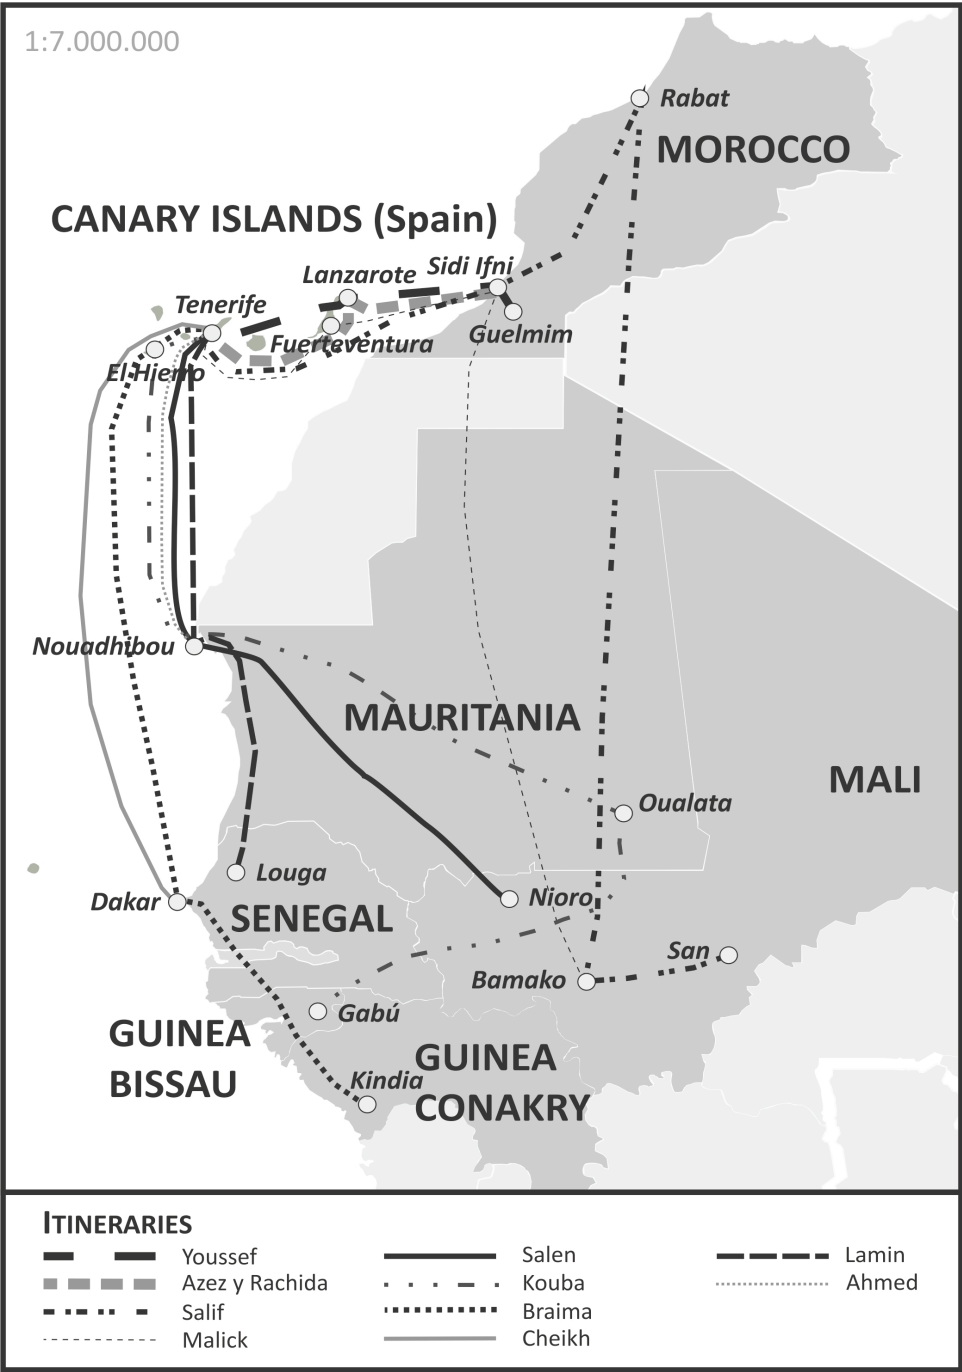 1:7.000.000
Rabat
MOROCCO
CANARY ISLANDS (Spain)
Lanzarote
Sidi Ifni
Tenerife
Guelmim
Fuerteventura
El Hierro
Nouadhibou
MAURITANIA
MALI
Oualata
Louga
Nioro
Dakar
SENEGAL
San
Bamako
Gabú
GUINEA
BISSAU
GUINEA
CONAKRY
Kindia
ITINERARIES
Youssef
Azez y Rachida
Salif
Malick
Salen
Kouba
Braima
Cheikh
Lamin
Ahmed